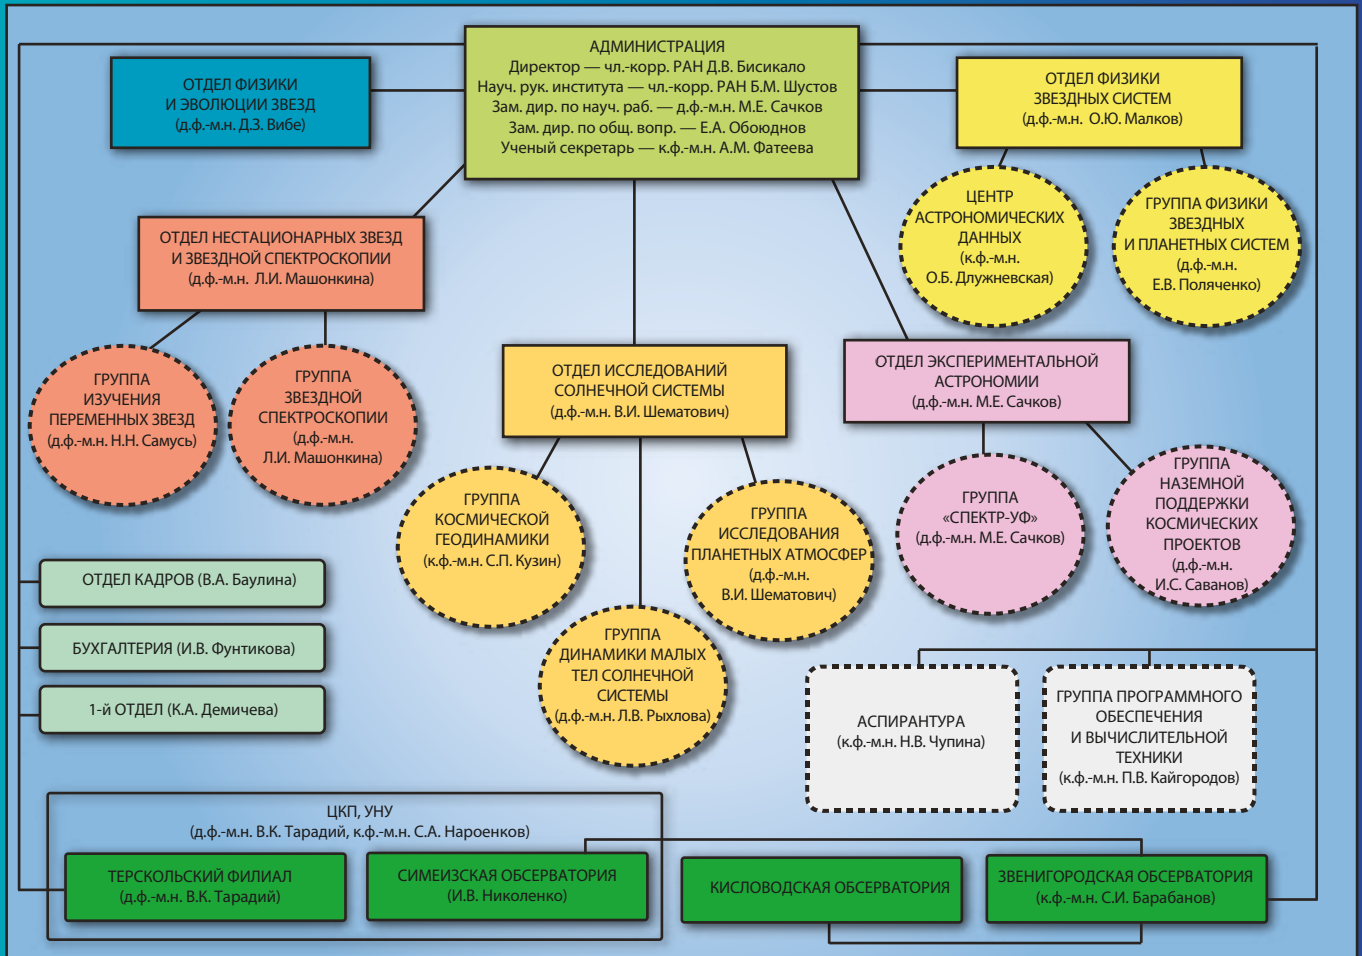 АДМИНИСТРАЦИЯ
Директор — чл.-корр. РАН Д.В. Бисикало
Науч. рук. института — чл.-корр. РАН Б.М. Шустов
Зам. дир. по науч. раб. — д.ф.-м.н. М.Е. Сачков
Зам. дир. по общ. вопр. — Е.А. Обоюднов
Ученый секретарь — к.ф.-м.н. А.М. Фатеева
ОТДЕЛ ФИЗИКИ
И ЭВОЛЮЦИИ ЗВЕЗД
(д.ф.-м.н. Д.З. Вибе)
ОТДЕЛ ФИЗИКИ
ЗВЕЗДНЫХ СИСТЕМ
(д.ф.-м.н. О.Ю. Малков)
ЦЕНТР
АСТРОНОМИЧЕСКИХ
ДАННЫХ
(к.ф.-м.н.
О.Б. Длужневская)
ГРУППА ФИЗИКИ
ЗВЕЗДНЫХ
И ПЛАНЕТНЫХ СИСТЕМ
(д.ф.-м.н.
Е.В. Поляченко)
ОТДЕЛ НЕСТАЦИОНАРНЫХ ЗВЕЗД
И ЗВЕЗДНОЙ СПЕКТРОСКОПИИ
(д.ф.-м.н. Л.И. Машонкина)
ГРУППА
ИЗУЧЕНИЯ
ПЕРЕМЕННЫХ ЗВЕЗД
(д.ф.-м.н. Н.Н. Самусь)
ГРУППА
ЗВЕЗДНОЙ
СПЕКТРОСКОПИИ
(д.ф.-м.н.
Л.И. Машонкина)
ОТДЕЛ ИССЛЕДОВАНИЙ
СОЛНЕЧНОЙ СИСТЕМЫ
(д.ф.-м.н. В.И. Шематович)
ОТДЕЛ ЭКСПЕРИМЕНТАЛЬНОЙ
АСТРОНОМИИ
(д.ф.-м.н. М.Е. Сачков)
ГРУППА
КОСМИЧЕСКОЙ
ГЕОДИНАМИКИ
(к.ф.-м.н. С.П. Кузин)
ГРУППА
ДИНАМИКИ МАЛЫХ
ТЕЛ СОЛНЕЧНОЙ
СИСТЕМЫ
(д.ф.-м.н. Л.В. Рыхлова)
ГРУППА
ИССЛЕДОВАНИЯ
ПЛАНЕТНЫХ АТМОСФЕР
(д.ф.-м.н.
В.И. Шематович)
ГРУППА
«СПЕКТР-УФ»
(д.ф.-м.н. М.Е. Сачков)
ГРУППА
НАЗЕМНОЙ
ПОДДЕРЖКИ
КОСМИЧЕСКИХ
ПРОЕКТОВ
(д.ф.-м.н.
И.С. Саванов)
ОТДЕЛ КАДРОВ (В.А. Баулина)
БУХГАЛТЕРИЯ (И.В. Фунтикова)
1-й ОТДЕЛ (К.А. Демичева)
АСПИРАНТУРА
(к.ф.-м.н. Н.В. Чупина)
ГРУППА ПРОГРАММНОГО
ОБЕСПЕЧЕНИЯ
И ВЫЧИСЛИТЕЛЬНОЙ
ТЕХНИКИ
(к.ф.-м.н. П.В. Кайгородов)
ЦКП, УНУ
(д.ф.-м.н. В.К. Тарадий, к.ф.-м.н. С.А. Нароенков)
ТЕРСКОЛЬСКИЙ ФИЛИАЛ
(д.ф.-м.н. В.К. Тарадий)
СИМЕИЗСКАЯ ОБСЕРВАТОРИЯ
(И.В. Николенко)
КИСЛОВОДСКАЯ ОБСЕРВАТОРИЯ
ЗВЕНИГОРОДСКАЯ ОБСЕРВАТОРИЯ
(к.ф.-м.н. С.И. Барабанов)